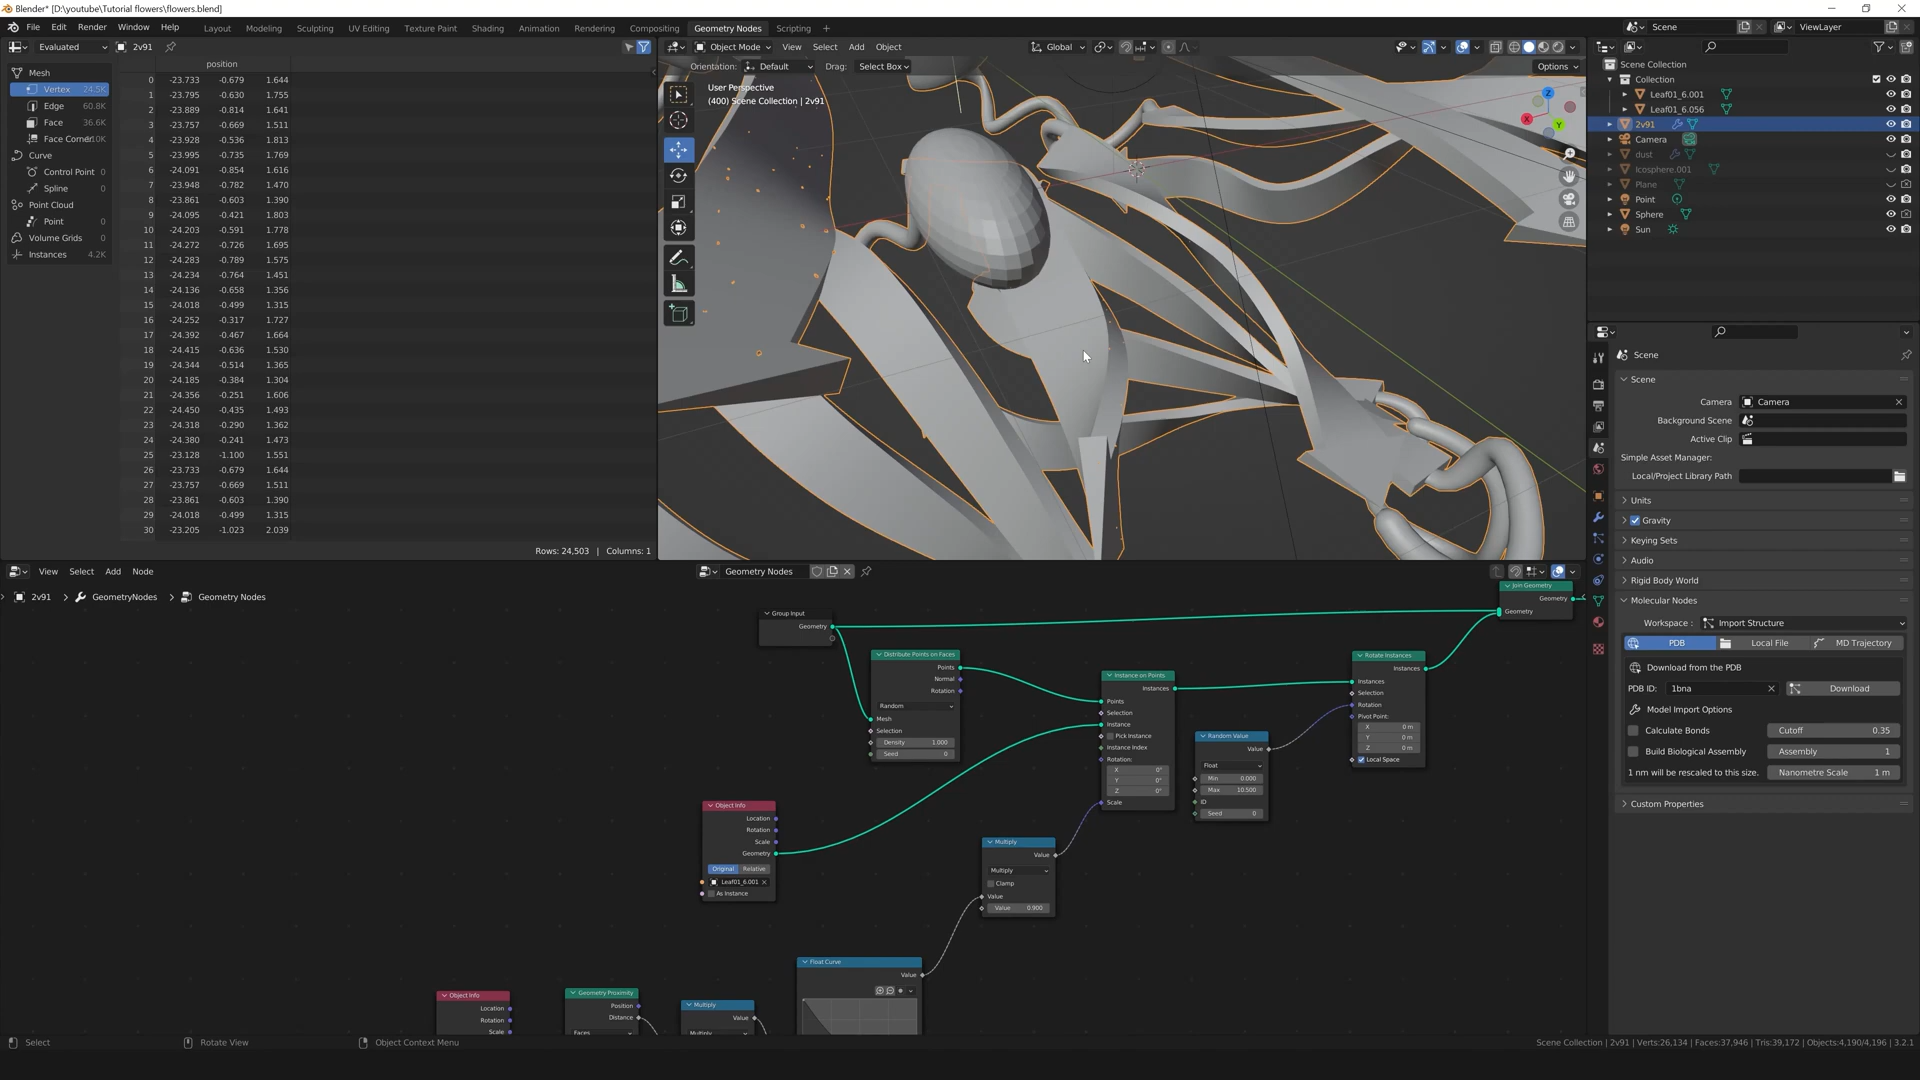 Blender* [D:\youtube\Tutorial flowers\flowers.blend]
File Edit Render Window Help Layout Modeling Sculpting UV Editing Texture Paint Shading Animation Rendering Compositing Geometry Nodes Scripting + Scene ViewLayer
Evaluated 2v91
Object Mode View Select Add Object Global
Orientation: Default Drag: Select Box Options
position
Mesh
Vertex 24.5K
Edge 60.8K
Face 36.6K
Face Corner
Curve
Control Point 0
Spline 0
Point Cloud
Point 0
Volume Grids 0
Instances 4.2K
0 -23.733 -0.679 1.644
1 -23.795 -0.630 1.755
2 -23.889 -0.814 1.641
3 -23.757 -0.669 1.511
4 -23.928 -0.536 1.813
5 -23.995 -0.735 1.769
6 -24.091 -0.854 1.616
7 -23.948 -0.782 1.470
8 -23.861 -0.603 1.390
9 -24.095 -0.421 1.803
10 -24.203 -0.591 1.778
11 -24.272 -0.726 1.695
12 -24.283 -0.789 1.575
13 -24.234 -0.764 1.451
14 -24.136 -0.658 1.356
15 -24.018 -0.499 1.315
16 -24.252 -0.317 1.727
17 -24.392 -0.467 1.664
18 -24.415 -0.636 1.530
19 -24.344 -0.514 1.365
20 -24.185 -0.384 1.304
21 -24.356 -0.251 1.606
22 -24.450 -0.435 1.493
23 -24.318 -0.290 1.362
24 -24.380 -0.241 1.473
25 -23.128 -1.100 1.551
26 -23.733 -0.679 1.644
27 -23.757 -0.669 1.511
28 -23.861 -0.603 1.390
29 -24.018 -0.499 1.315
30 -23.205 -1.023 2.039
Rows: 24,503 | Columns: 1
User Perspective
(400) Scene Collection | 2v91
Z
X
Y
Scene Collection
Collection
Leaf01_6.001
Leaf01_6.056
2v91
Camera
dust
Icosphere.001
Plane
Point
Sphere
Sun
Scene
Scene
Camera Camera
Background Scene
Active Clip
Simple Asset Manager:
Local/Project Library Path
Units
Gravity
Keying Sets
Audio
Rigid Body World
Molecular Nodes
Workspace : Import Structure
PDB Local File MD Trajectory
Download from the PDB
PDB ID: 1bna Download
Model Import Options
Calculate Bonds Cutoff 0.35
Build Biological Assembly Assembly 1
1 nm will be rescaled to this size. Nanometre Scale 1 m
Custom Properties
View Select Add Node Geometry Nodes
2v91 > GeometryNodes > Geometry Nodes
Group Input
Geometry
Distribute Points on Faces
Points
Normal
Rotation
Random
Mesh
Selection
Density 1.000
Seed 0
Object Info
Location
Rotation
Scale
Geometry
Original Relative
Leaf01_6.001
As Instance
Instance on Points
Instances
Points
Selection
Instance
Pick Instance
Instance Index
Rotation:
X 0°
Y 0°
Z 0°
Scale
Random Value
Value
Float
Min 0.000
Max 10.500
ID
Seed 0
Rotate Instances
Instances
Instances
Selection
Rotation
Pivot Point:
X 0 m
Y 0 m
Z 0 m
Local Space
Join Geometry
Geometry
Geometry
Multiply
Value
Multiply
Clamp
Value
Value 0.900
Float Curve
Value
Object Info
Location
Rotation
Scale
Geometry Proximity
Position
Distance
Faces
Multiply
Value
Multiply
Select Rotate View Object Context Menu
Scene Collection | 2v91 | Verts:26,134 | Faces:37,946 | Tris:39,172 | Objects:4,190/4,196 | 3.2.1